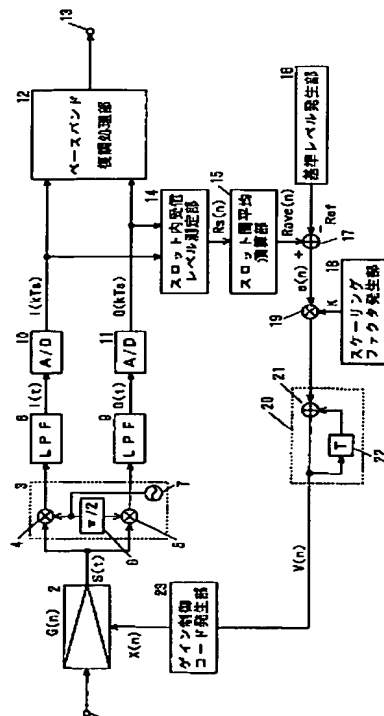 13
12
ベースバンド
復調処理部
I(kTs)
Q(kTs)
10
A/D
11
A/D
I(t)
Q(t)
8
LPF
9
LPF
3
4
π/2
6
5
7
S(t)
G(n)
2
X(n)
23
ゲイン制御
コード発生部
V(n)
20
21
T
22
19
K
18
スケーリング
ファクタ発生部
e(n)
+
17
-Ref
16
基準レベル発生部
Rave(n)
15
スロット間平均
演算部
Rs(n)
14
スロット内受信
レベル測定部